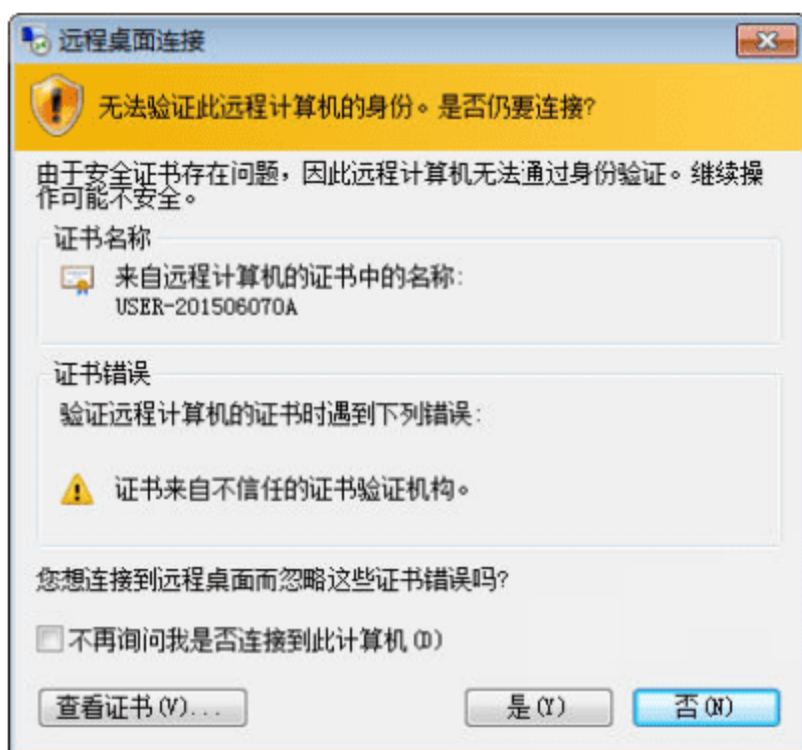 远程桌面连接
无法验证此远程计算机的身份。是否仍要连接?
由于安全证书存在问题，因此远程计算机无法通过身份验证。继续操
作可能不安全。
证书名称
来自远程计算机的证书中的名称:
USER-201506070A
证书错误
验证远程计算机的证书时遇到下列错误:
证书来自不信任的证书验证机构。
您想连接到远程桌面而忽略这些证书错误吗?
不再询问我是否连接到此计算机(D)
查看证书(V)... 是(Y) 否(N)